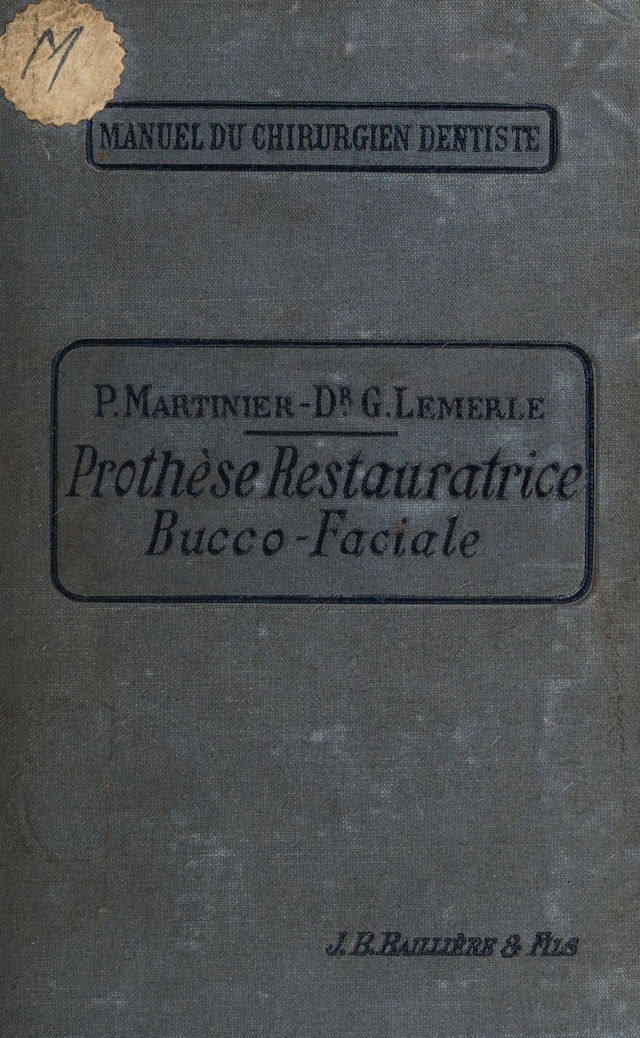 M
MANUEL DU CHIRURGIEN DENTISTE
P. MARTINIER - DR G. LEMERLE
Prothèse Restauratrice
Bucco-Faciale
J. B. BAILLIÈRE & FILS